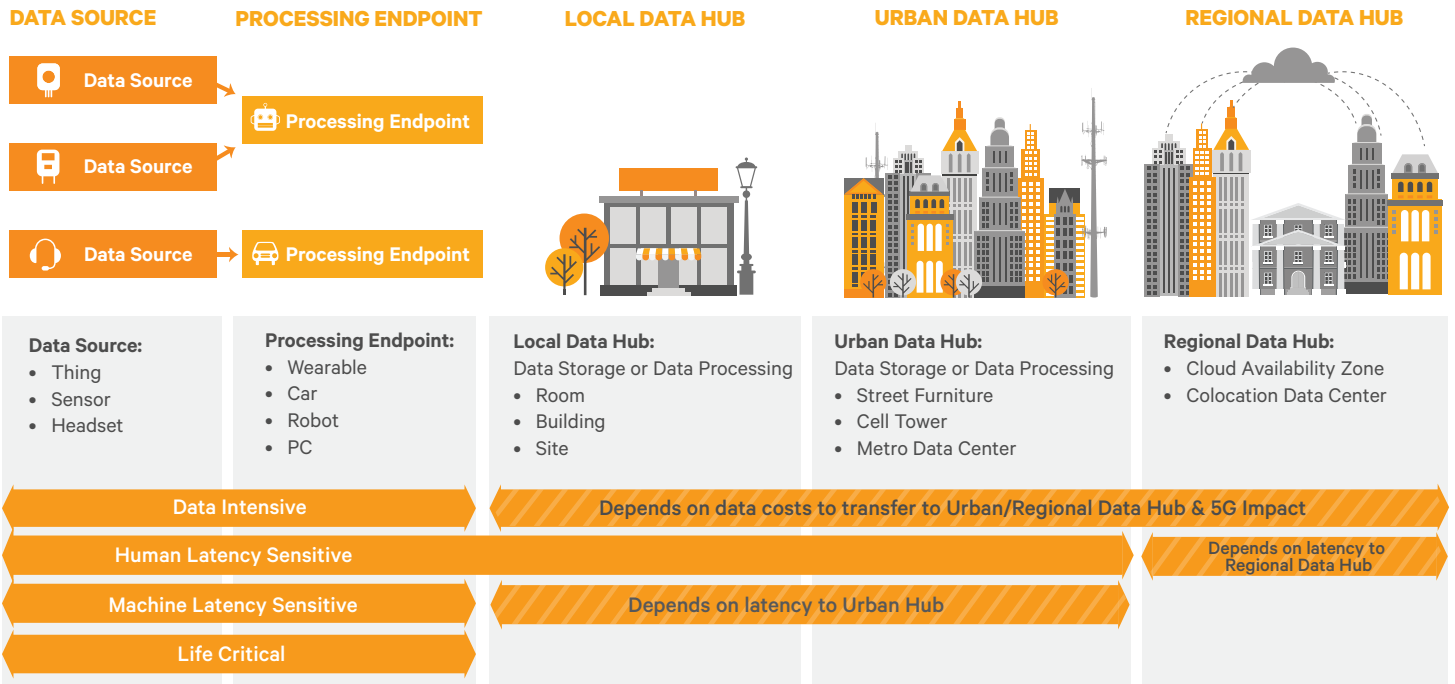 DATA SOURCE
PROCESSING ENDPOINT
LOCAL DATA HUB
URBAN DATA HUB
REGIONAL DATA HUB
Data Source
Data Source
Data Source
Processing Endpoint
Processing Endpoint
Data Source:
• Thing
• Sensor
• Headset
Processing Endpoint:
• Wearable
• Car
• Robot
• PC
Local Data Hub:
Data Storage or Data Processing
• Room
• Building
• Site
Urban Data Hub:
Data Storage or Data Processing
• Street Furniture
• Cell Tower
• Metro Data Center
Regional Data Hub:
• Cloud Availability Zone
• Colocation Data Center
Data Intensive
Depends on data costs to transfer to Urban/Regional Data Hub & 5G Impact
Human Latency Sensitive
Depends on latency to
Regional Data Hub
Machine Latency Sensitive
Depends on latency to Urban Hub
Life Critical